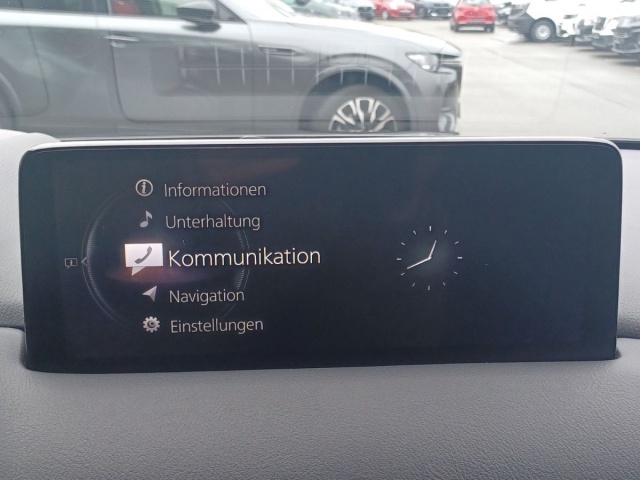 Informationen
Unterhaltung
Kommunikation
Navigation
Einstellungen